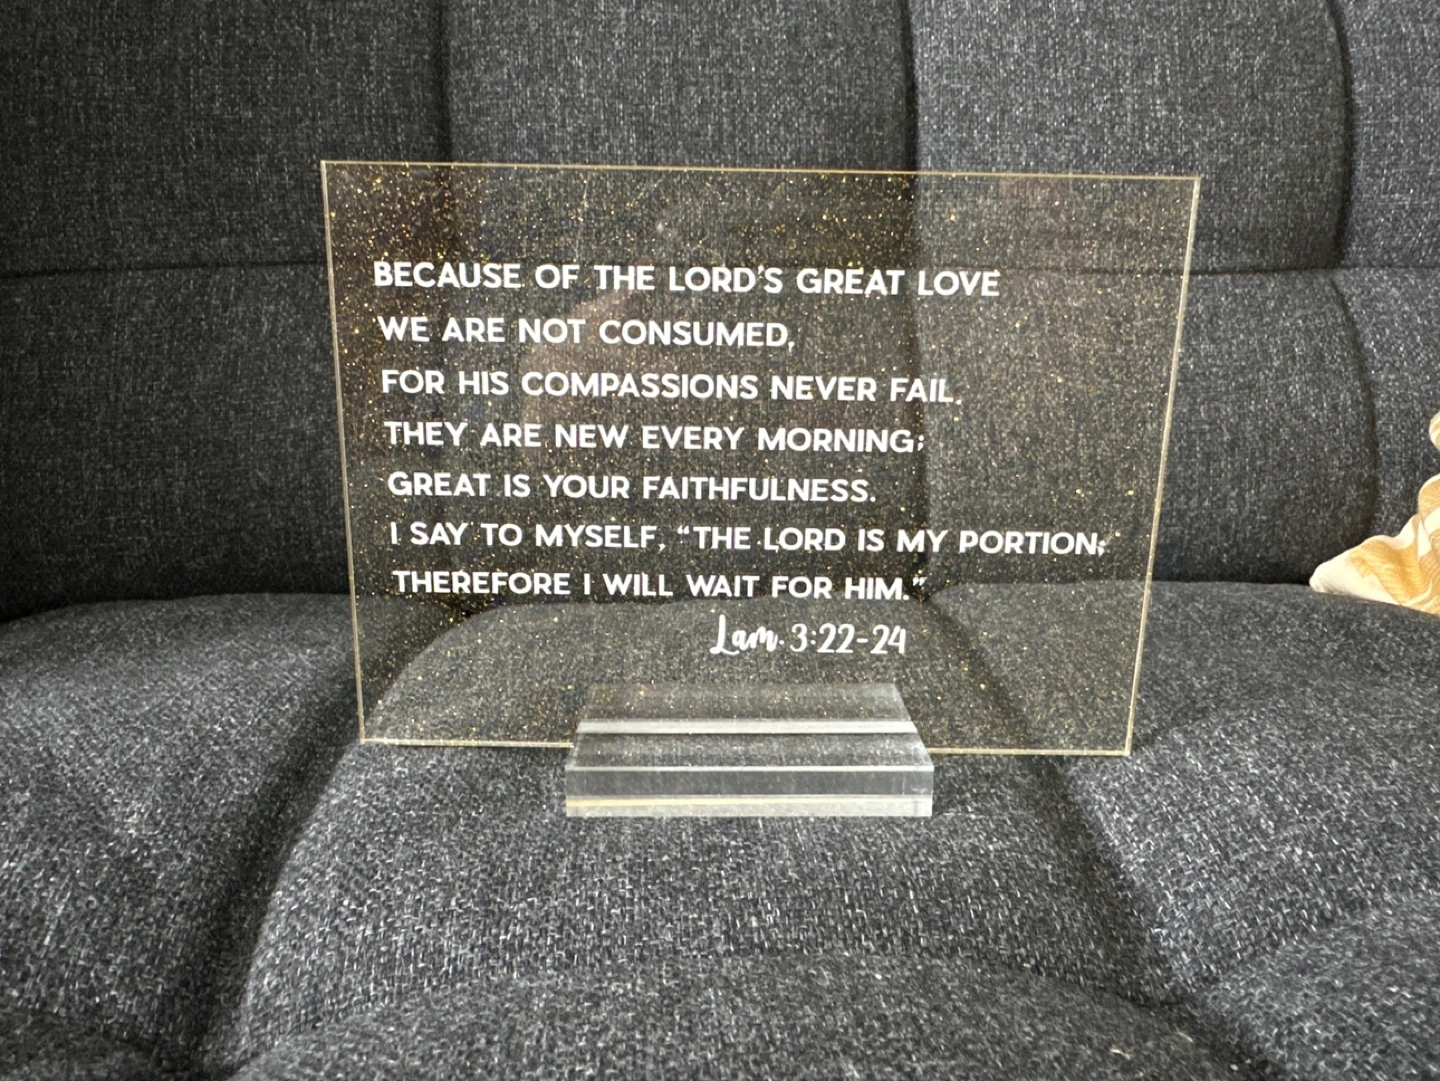 BECAUSE OF THE LORD'S GREAT LOVE
WE ARE NOT CONSUMED,
FOR HIS COMPASSIONS NEVER FAIL.
THEY ARE NEW EVERY MORNING;
GREAT IS YOUR FAITHFULNESS.
I SAY TO MYSELF, “THE LORD IS MY PORTION;
THEREFORE I WILL WAIT FOR HIM.”
Lam. 3:22-24